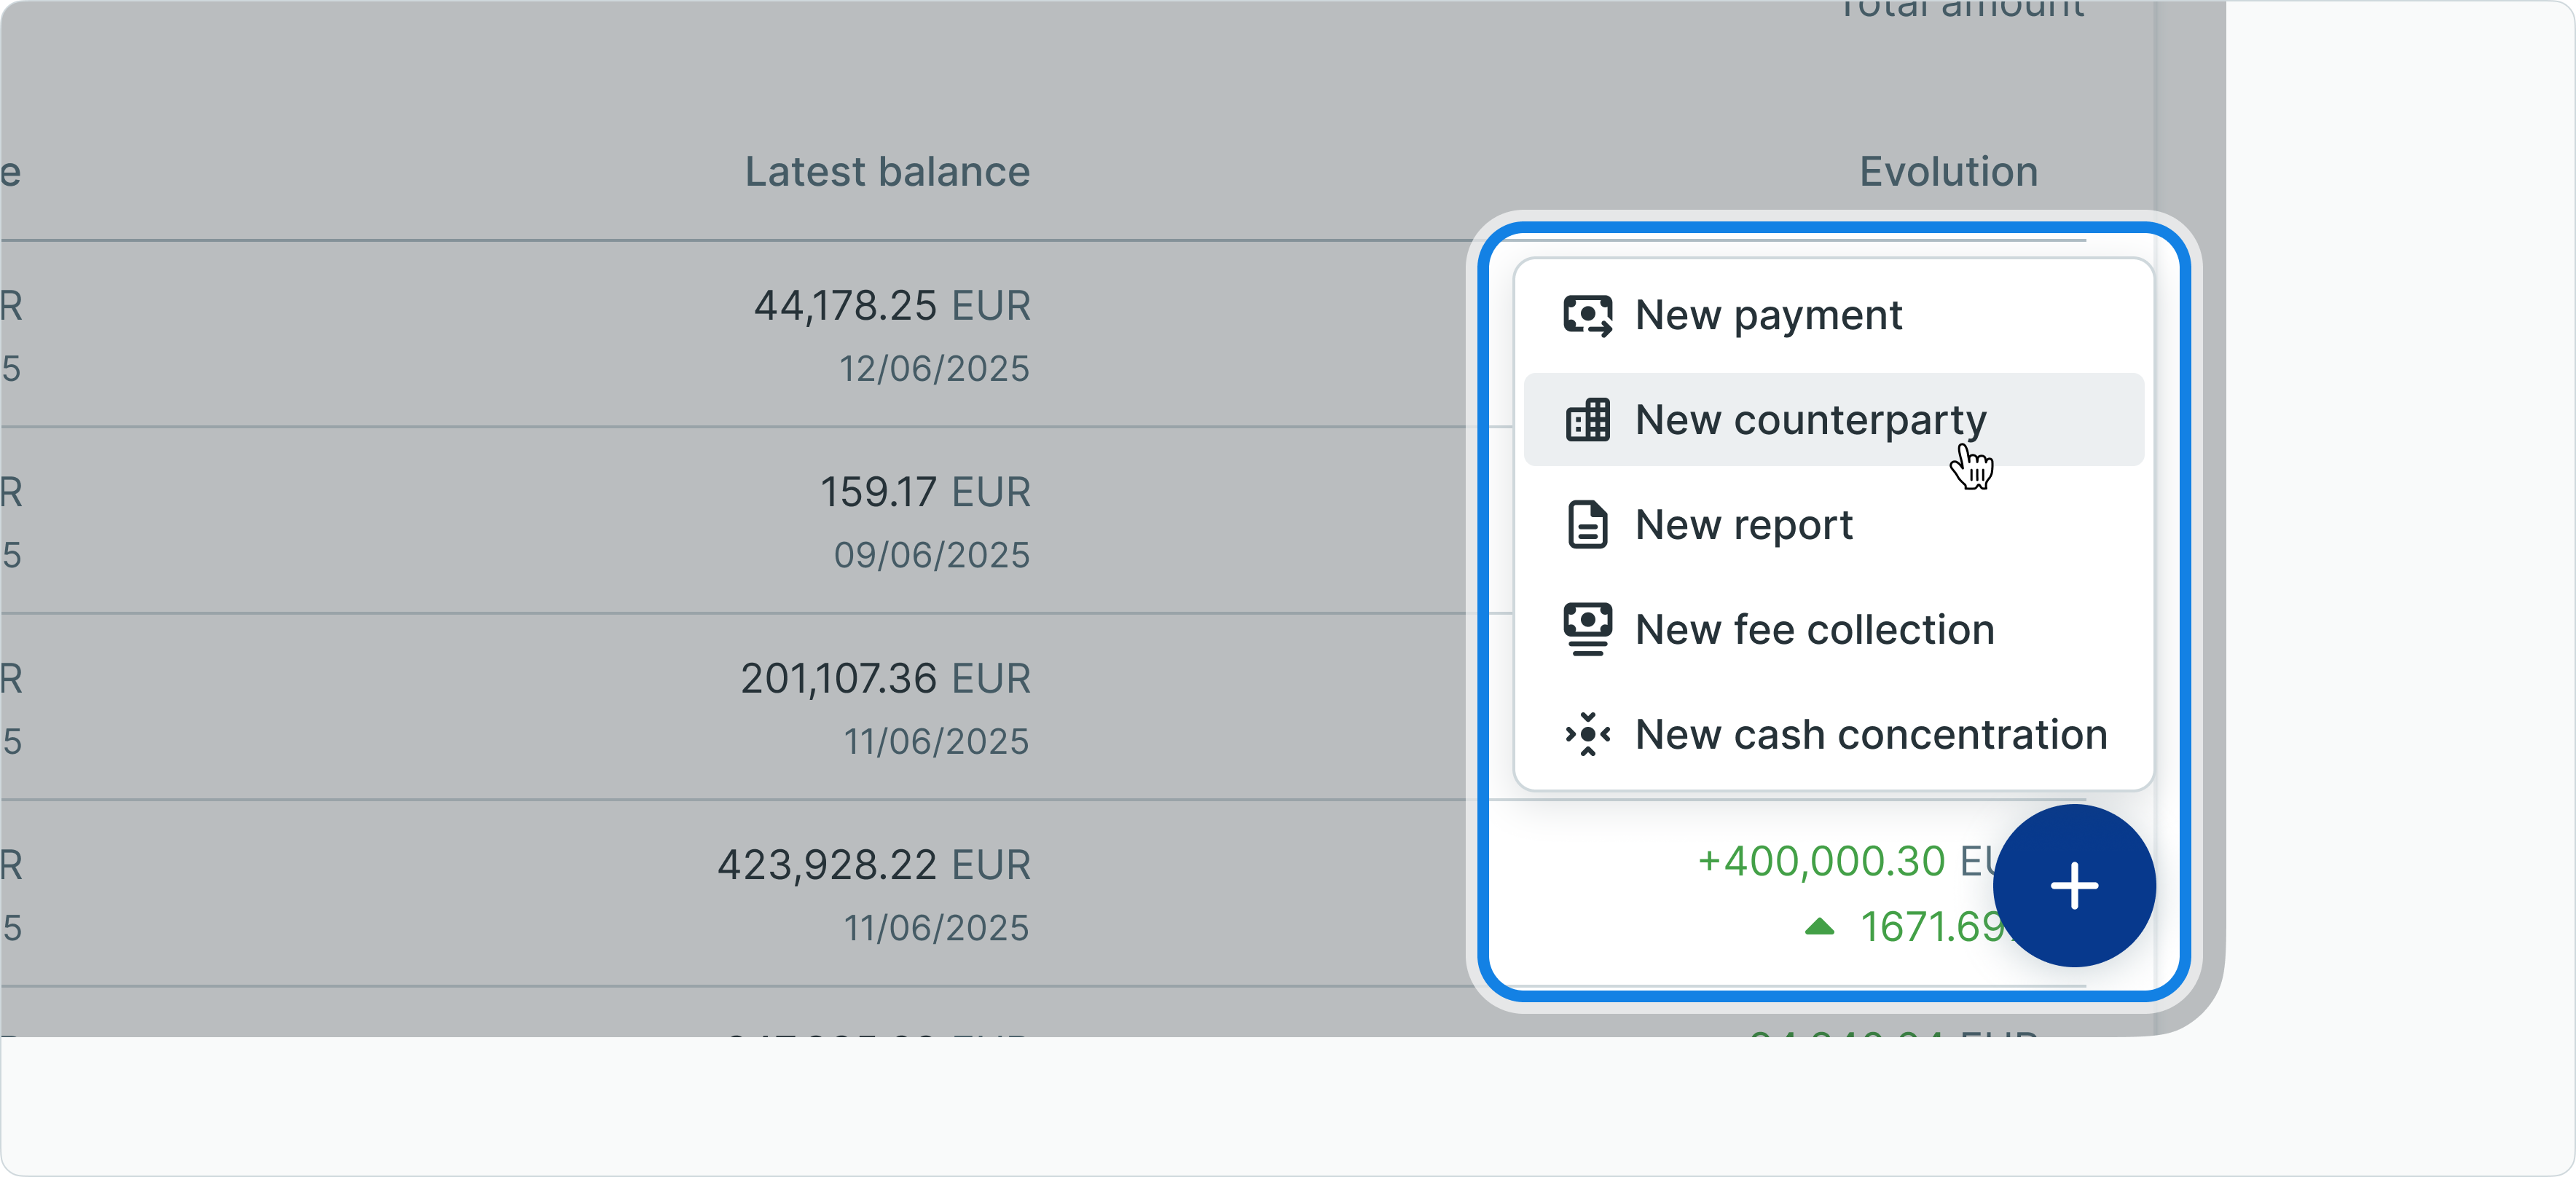 Total amount
e Latest balance Evolution
R 44,178.25 EUR
5 12/06/2025
R 159.17 EUR
5 09/06/2025
R 201,107.36 EUR
5 11/06/2025
R 423,928.22 EUR +400,000.30 EU
5 11/06/2025 1671.69
EUR EUR
New payment
New counterparty
New report
New fee collection
New cash concentration